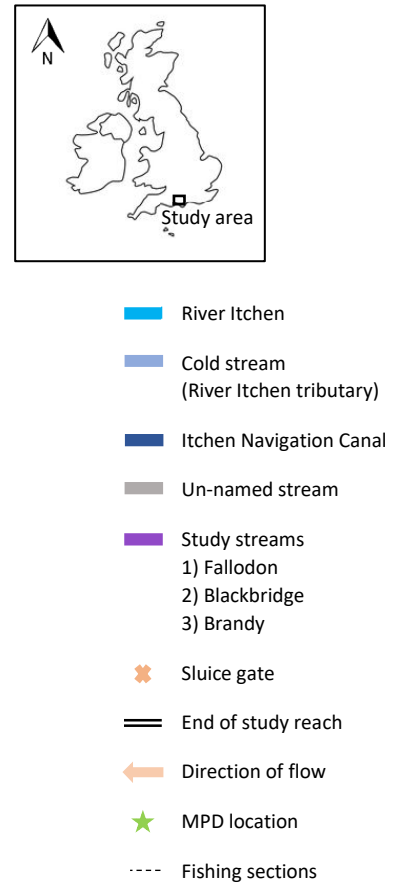 N
Study area
River Itchen
Cold stream
(River Itchen tributary)
Itchen Navigation Canal
Un-named stream
Study streams
1) Fallodon
2) Blackbridge
3) Brandy
Sluice gate
End of study reach
Direction of flow
MPD location
Fishing sections